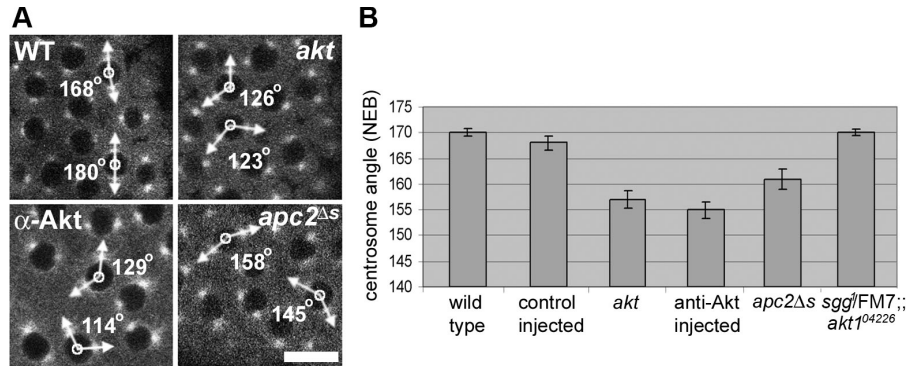 A
B
WT
168°
180°
akt
126°
123°
α-Akt
129°
114°
apc2Δs
158°
145°
centrosome angle (NEB)
175
170
165
160
155
150
145
140
wild type
control injected
akt
anti-Akt injected
apc2Δs
sgg1/FM7;; akt104226